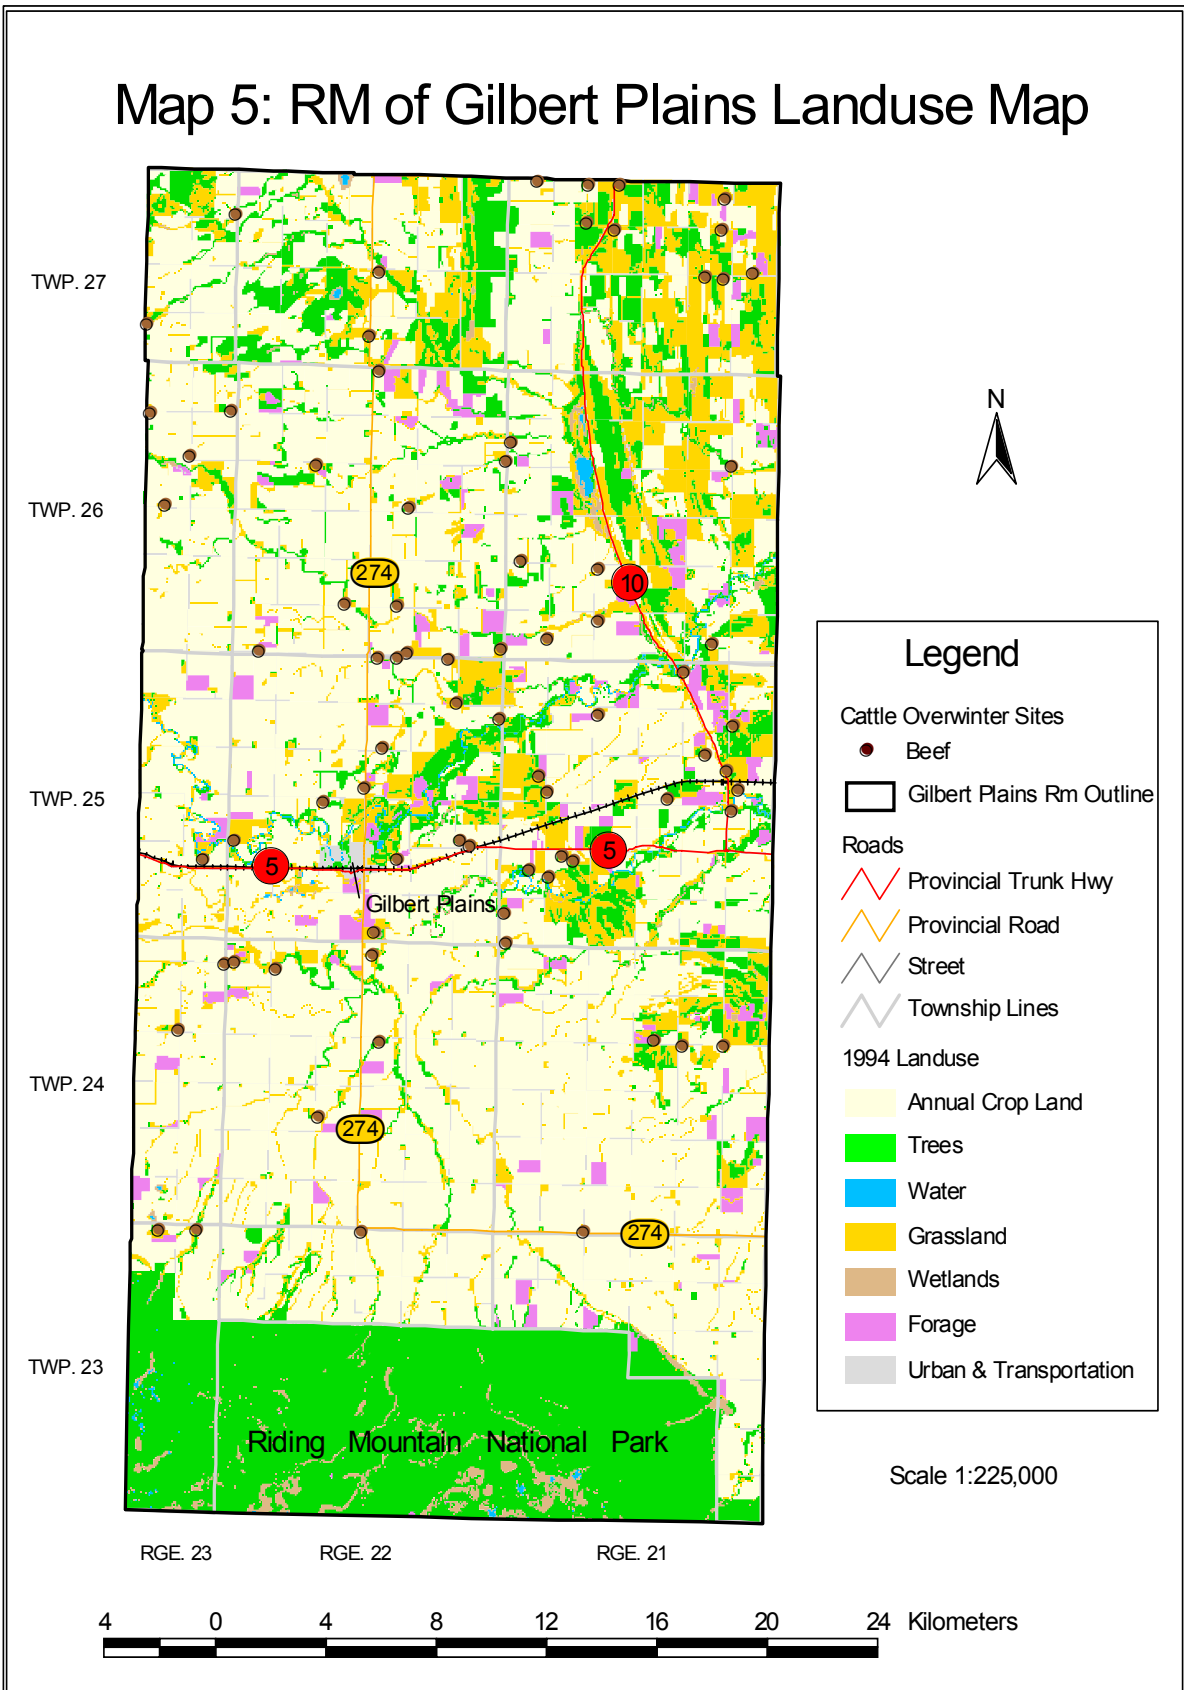 Map 5: RM of Gilbert Plains Landuse Map
TWP. 27
TWP. 26
TWP. 25
TWP. 24
TWP. 23
274
10
5
5
Gilbert Plains
274
274
Riding Mountain National Park
RGE. 23
RGE. 22
RGE. 21
N
Legend
Cattle Overwinter Sites
Beef
Gilbert Plains Rm Outline
Roads
Provincial Trunk Hwy
Provincial Road
Street
Township Lines
1994 Landuse
Annual Crop Land
Trees
Water
Grassland
Wetlands
Forage
Urban & Transportation
Scale 1:225,000
4 0 4 8 12 16 20 24 Kilometers